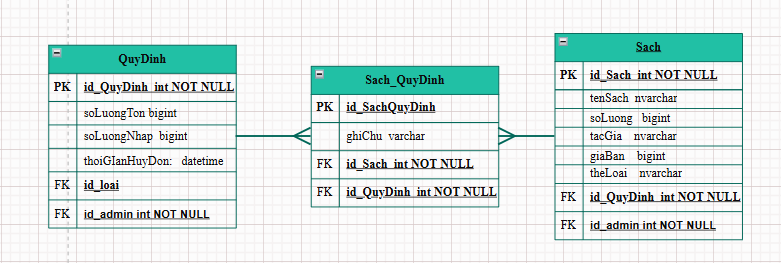 QuyDinh
PK id_QuyDinh int NOT NULL
soLuongTon bigint
soLuongNhap bigint
thoiGIanHuyDon: datetime
FK id_loai
FK id_admin int NOT NULL
Sach_QuyDinh
PK id_SachQuyDinh
ghiChu varchar
FK id_Sach int NOT NULL
FK id_QuyDinh int NOT NULL
Sach
PK id_Sach int NOT NULL
tenSach nvarchar
soLuong bigint
tacGia nvarchar
giaBan bigint
theLoai nvarchar
FK id_QuyDinh int NOT NULL
FK id_admin int NOT NULL